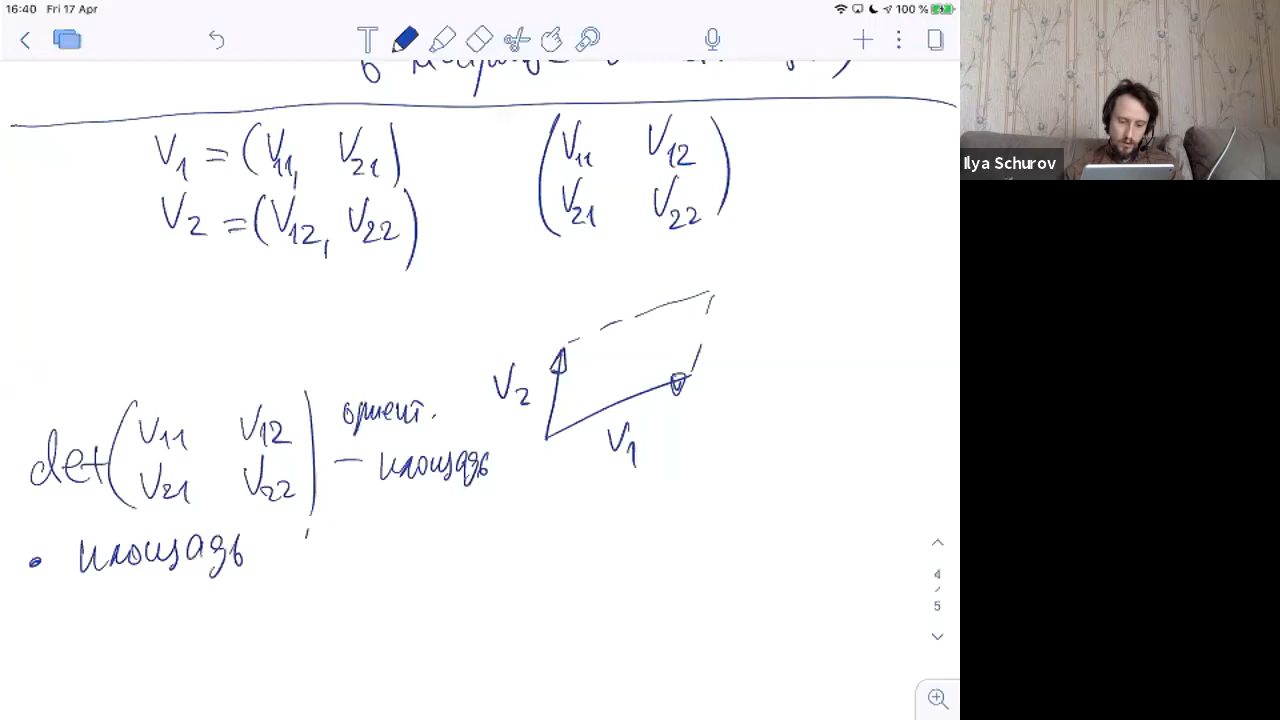 16:40 Fri 17 Apr
100 %
T
V₁ = (V₁₁, V₂₁)
V₂ = (V₁₂, V₂₂)
(V₁₁ V₁₂
V₂₁ V₂₂)
V₂
V₁
det(V₁₁ V₁₂
V₂₁ V₂₂)
ориент.
— площадь
• площадь
4
/
5
Ilya Schurov